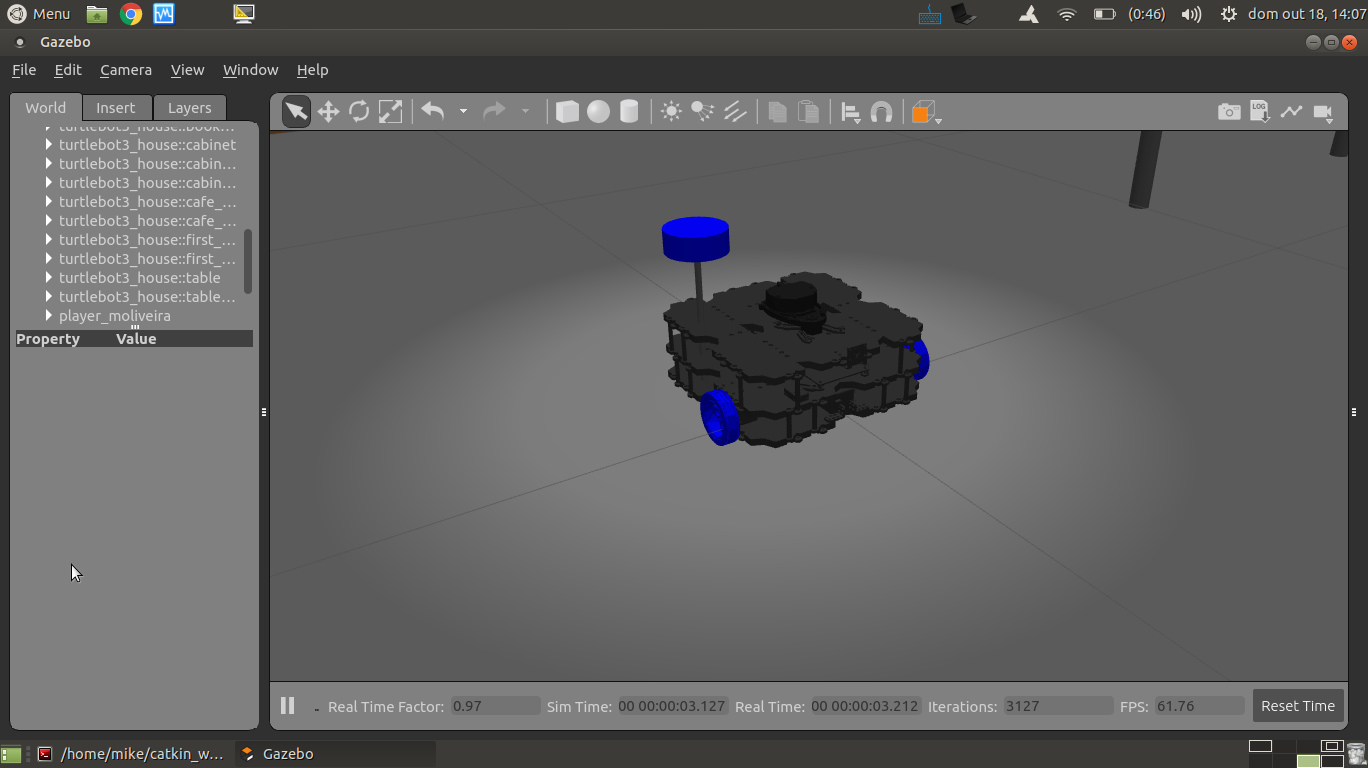 Menu (0:46) dom out 18, 14:07
Gazebo
File Edit Camera View Window Help
World Insert Layers
LOG
turtlebot3_house::book…
turtlebot3_house::cabinet
turtlebot3_house::cabin…
turtlebot3_house::cabin…
turtlebot3_house::cafe_…
turtlebot3_house::cafe_…
turtlebot3_house::first_…
turtlebot3_house::first_…
turtlebot3_house::table
turtlebot3_house::table…
player_moliveira
Property Value
Real Time Factor: 0.97 Sim Time: 00 00:00:03.127 Real Time: 00 00:00:03.212 Iterations: 3127 FPS: 61.76 Reset Time
/home/mike/catkin_w… Gazebo